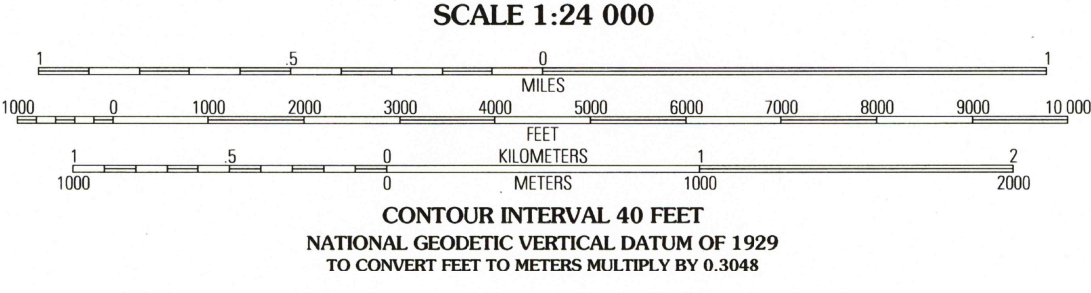 SCALE 1:24 000
1 .5 0 1
MILES
1000 0 1000 2000 3000 4000 5000 6000 7000 8000 9000 10 000
FEET
1 .5 0 KILOMETERS 1 2
1000 0 METERS 1000 2000
CONTOUR INTERVAL 40 FEET
NATIONAL GEODETIC VERTICAL DATUM OF 1929
TO CONVERT FEET TO METERS MULTIPLY BY 0.3048